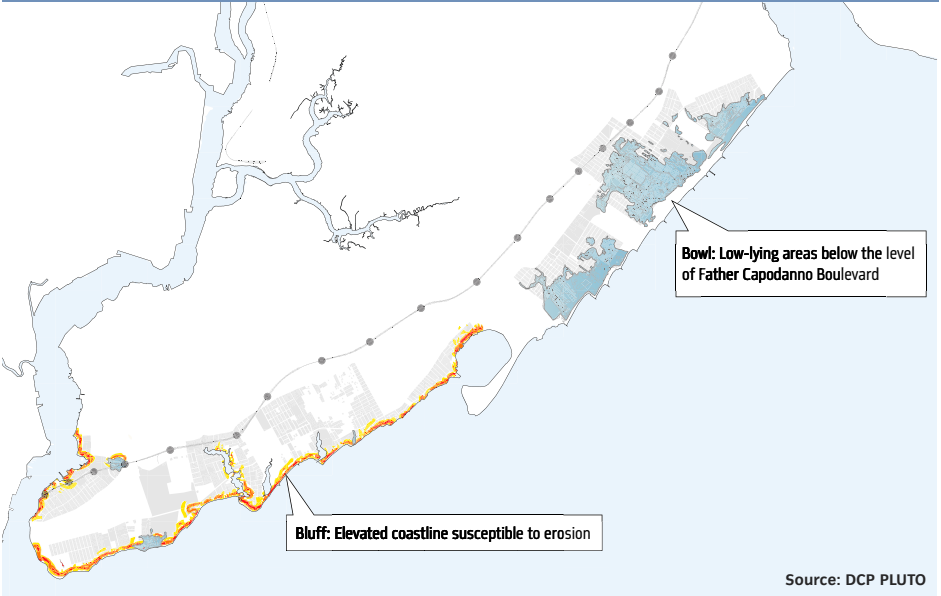 Bowl: Low-lying areas below the level
of Father Capodanno Boulevard
Bluff: Elevated coastline susceptible to erosion
Source: DCP PLUTO